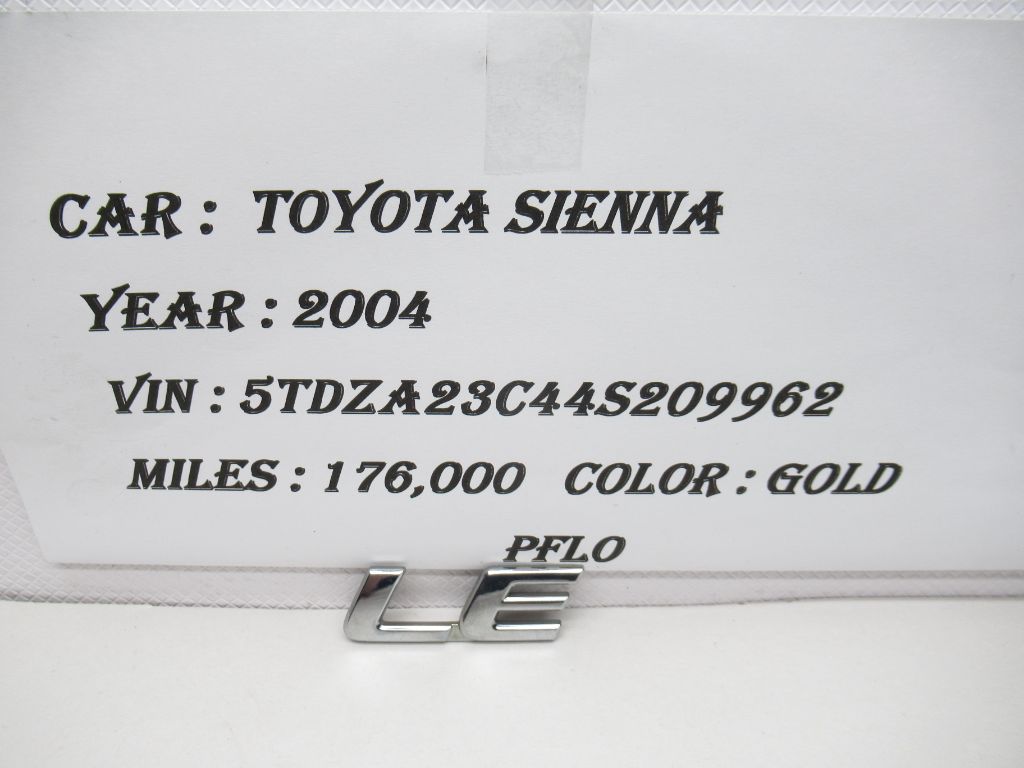 CAR : TOYOTA SIENNA
YEAR : 2004
VIN : 5TDZA23C44S209962
MILES : 176,000 COLOR : GOLD
PFLO
LE